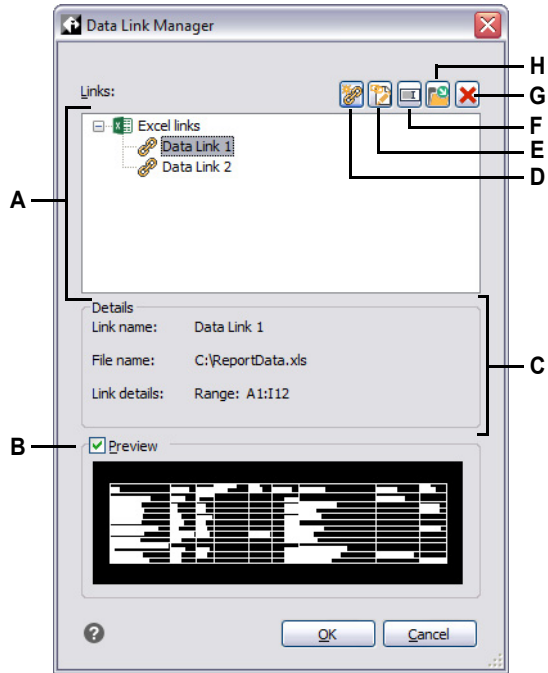 Data Link Manager
H
Links:
G
Excel links
F
Data Link 1
E
Data Link 2
D
A
Details
Link name: Data Link 1
File name: C:\ReportData.xls
C
Link details: Range: A1:I12
B
Preview
?
OK Cancel